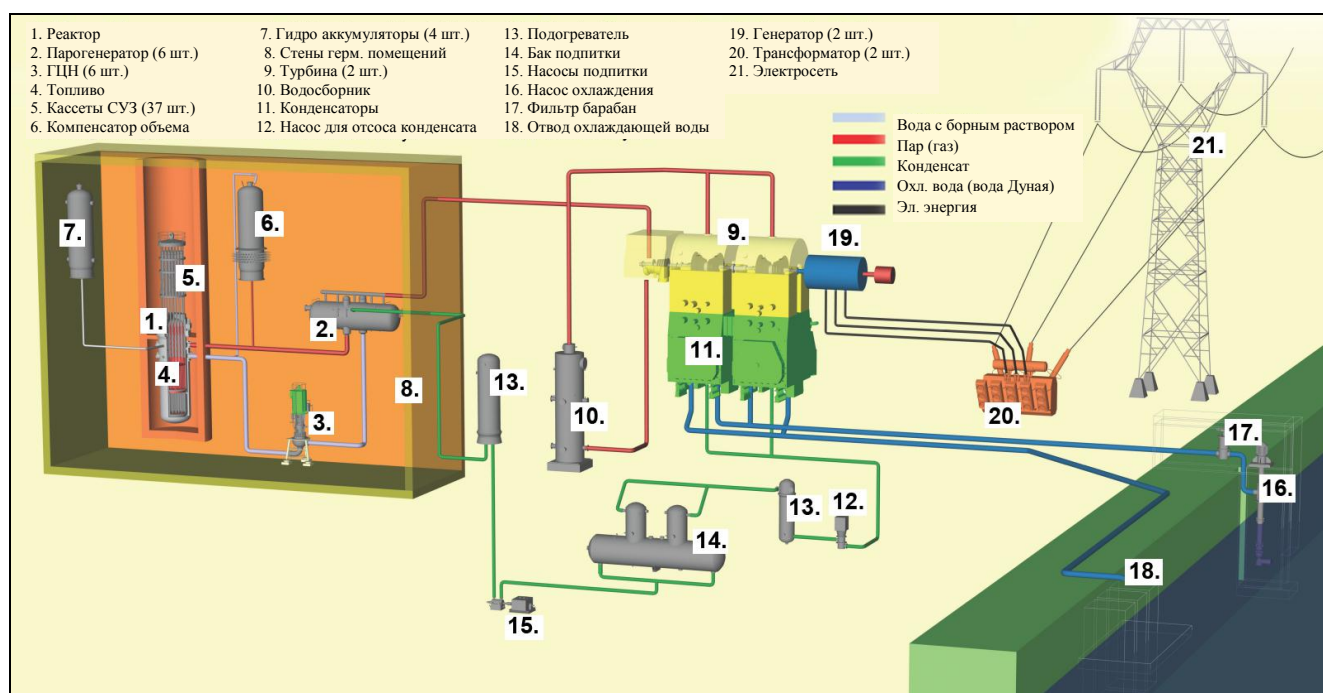 1. Реактор
2. Парогенератор (6 шт.)
3. ГЦН (6 шт.)
4. Топливо
5. Кассеты СУЗ (37 шт.)
6. Компенсатор объема
7. Гидро аккумуляторы (4 шт.)
8. Стены герм. помещений
9. Турбина (2 шт.)
10. Водосборник
11. Конденсаторы
12. Насос для отсоса конденсата
13. Подогреватель
14. Бак подпитки
15. Насосы подпитки
16. Насос охлаждения
17. Фильтр барабан
18. Отвод охлаждающей воды
19. Генератор (2 шт.)
20. Трансформатор (2 шт.)
21. Электросеть
Вода с борным раствором
Пар (газ)
Конденсат
Охл. вода (вода Дуная)
Эл. энергия
21.
7.
6.
9.
19.
5.
1.
2.
4.
11.
8.
13.
3.
10.
20.
17.
16.
13.
12.
14.
18.
15.